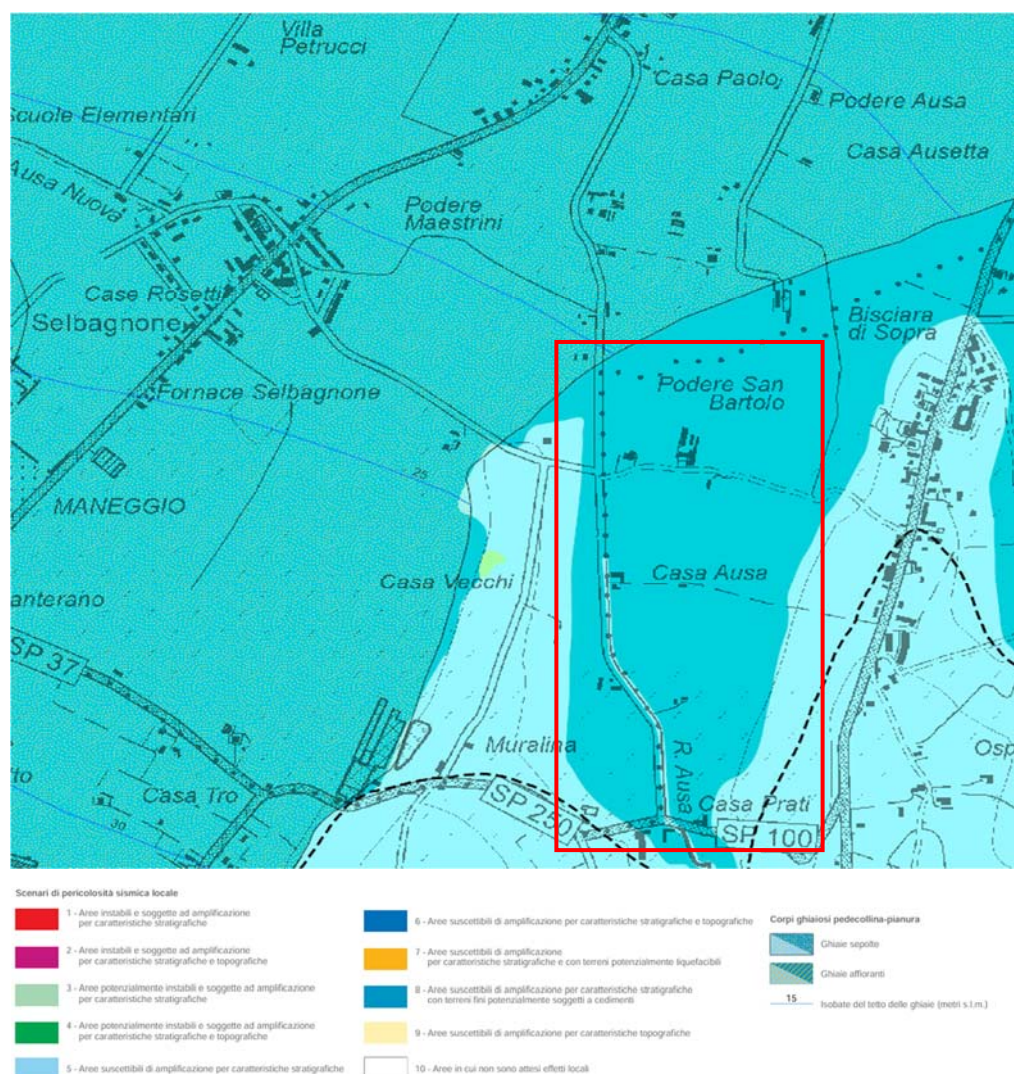 Villa
Petrucci
Casa Paolo
Podere Ausa
Scuole Elementari
Casa Ausetta
Ausa Nuova
Podere
Maestrini
Case Rosetti
Selbagnone
Bisciara
di Sopra
Fornace Selbagnone
Podere San
Bartolo
25
MANEGGIO
Casa Vecchi
Casa Ausa
anterano
SP 37
Muralina
R. Ausa
Osp
Casa Tro
SP 250
Casa Prati
SP 100
30
Scenari di pericolosità sismica locale
1 - Aree instabili e soggette ad amplificazione
per caratteristiche stratigrafiche
2 - Aree instabili e soggette ad amplificazione
per caratteristiche stratigrafiche e topografiche
3 - Aree potenzialmente instabili e soggette ad amplificazione
per caratteristiche stratigrafiche
4 - Aree potenzialmente instabili e soggette ad amplificazione
per caratteristiche stratigrafiche e topografiche
5 - Aree suscettibili di amplificazione per caratteristiche stratigrafiche
6 - Aree suscettibili di amplificazione per caratteristiche stratigrafiche e topografiche
7 - Aree suscettibili di amplificazione
per caratteristiche stratigrafiche e con terreni potenzialmente liquefacibili
8 - Aree suscettibili di amplificazione per caratteristiche stratigrafiche
con terreni fini potenzialmente soggetti a cedimenti
9 - Aree suscettibili di amplificazione per caratteristiche topografiche
10 - Aree in cui non sono attesi effetti locali
Corpi ghiaiosi pedecollina-pianura
Ghiaie sepolte
Ghiaie affioranti
15
Isobate del tetto delle ghiaie (metri s.l.m.)